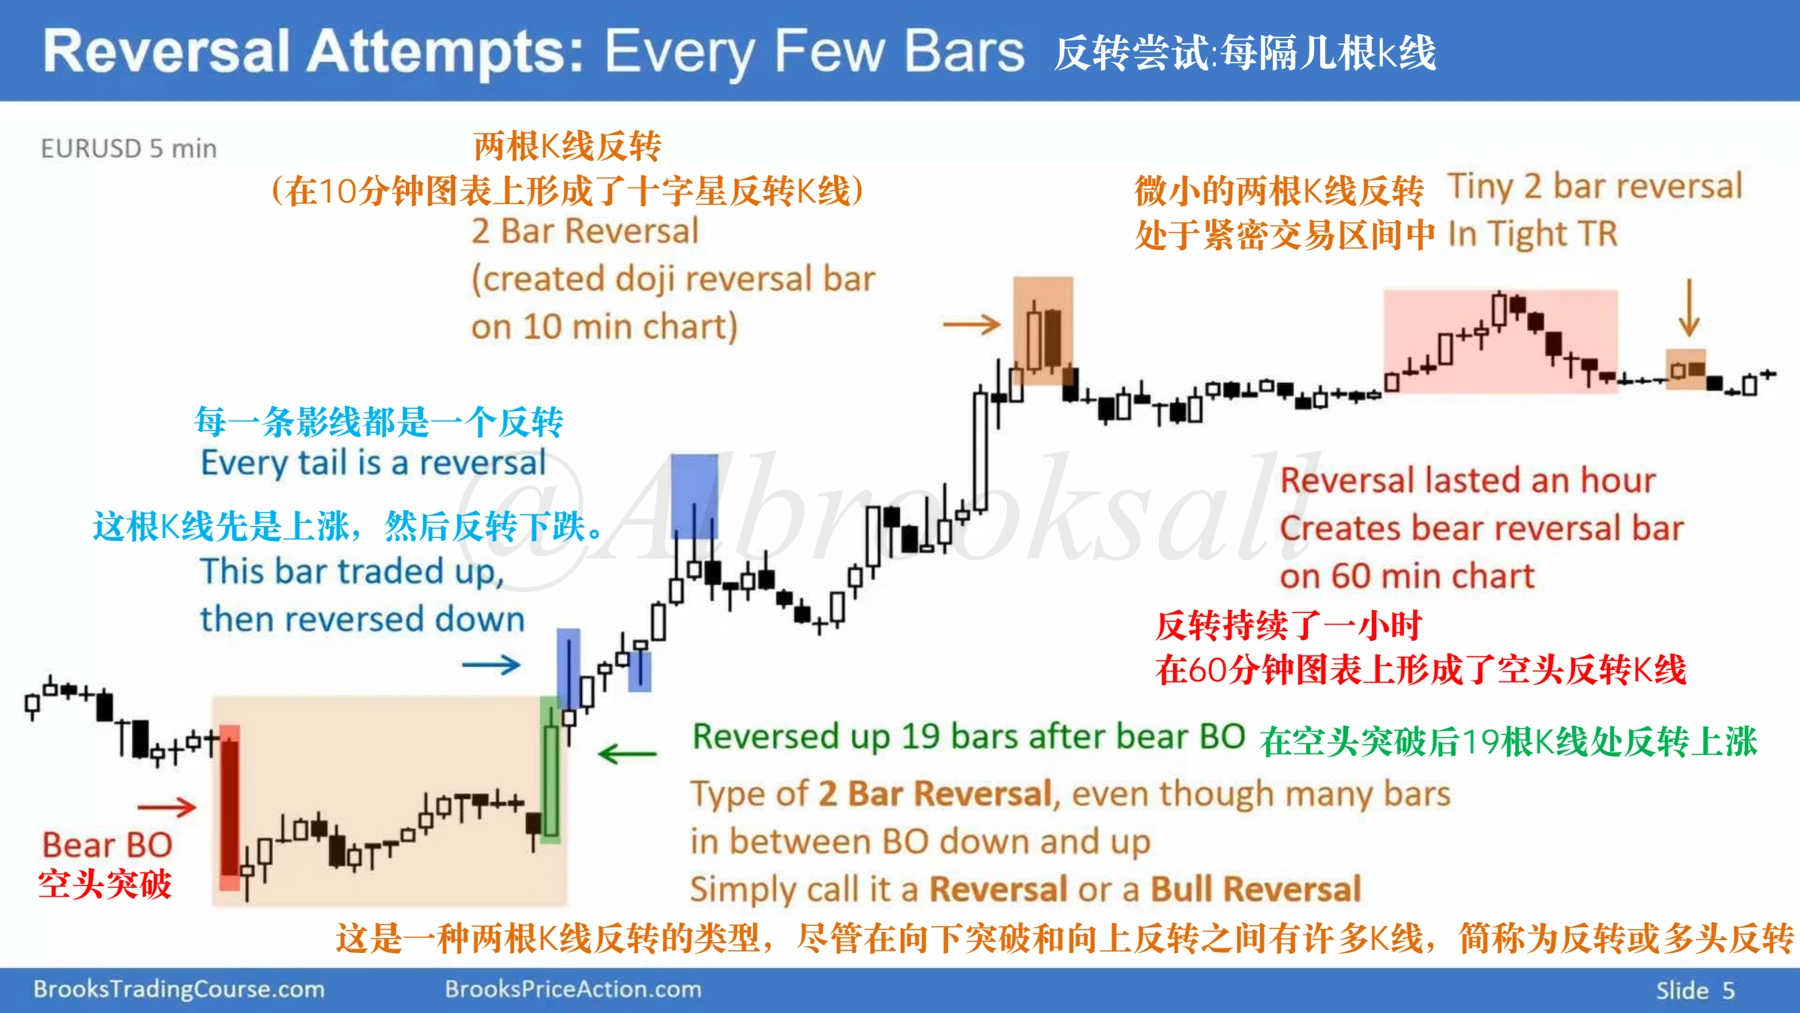 Reversal Attempts: Every Few Bars 反转尝试:每隔几根K线
EURUSD 5 min
两根K线反转
(在10分钟图表上形成了十字星反转K线)
2 Bar Reversal
(created doji reversal bar
on 10 min chart)
微小的两根K线反转 Tiny 2 bar reversal
处于紧密交易区间中 In Tight TR
每一条影线都是一个反转
Every tail is a reversal
这根K线先是上涨，然后反转下跌。
This bar traded up,
then reversed down
@Albrooksall
Reversal lasted an hour
Creates bear reversal bar
on 60 min chart
反转持续了一小时
在60分钟图表上形成了空头反转K线
Bear BO
空头突破
Reversed up 19 bars after bear BO 在空头突破后19根K线处反转上涨
Type of 2 Bar Reversal, even though many bars
in between BO down and up
Simply call it a Reversal or a Bull Reversal
这是一种两根K线反转的类型，尽管在向下突破和向上反转之间有许多K线，简称为反转或多头反转
BrooksTradingCourse.com BrooksPriceAction.com Slide 5